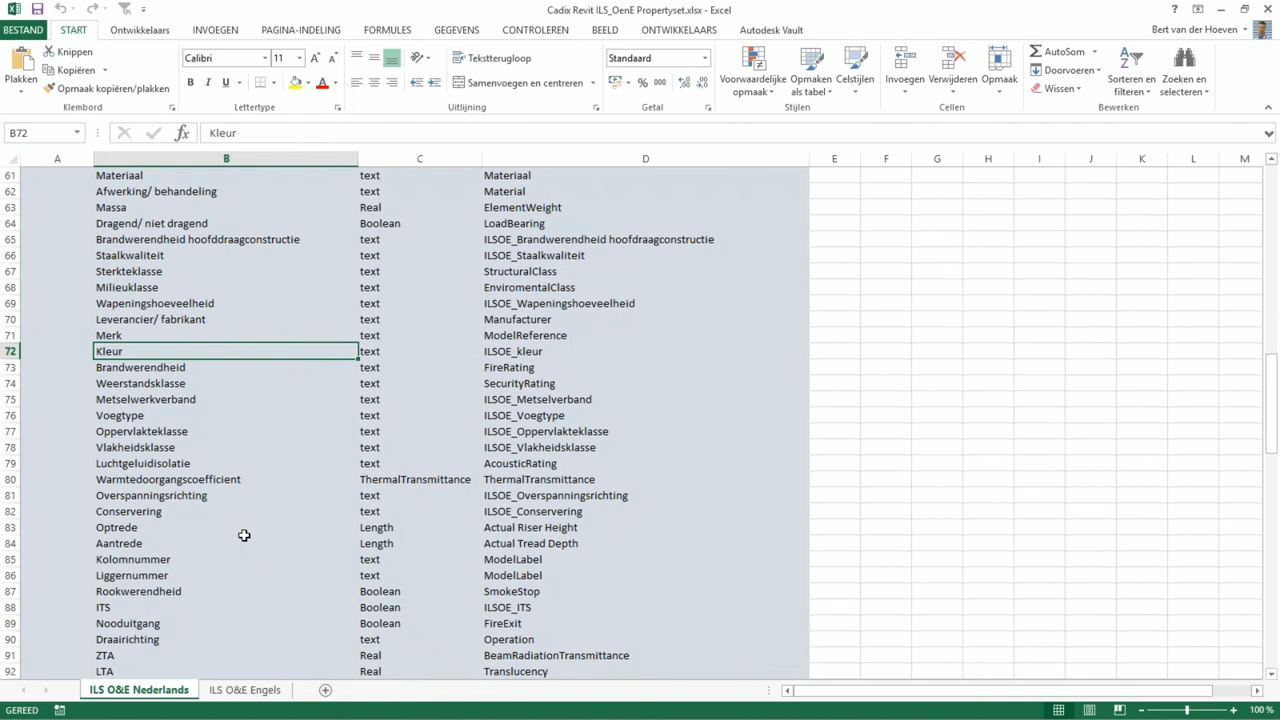 Cadix Revit ILS_OenE Propertyset.xlsx - Excel
BESTAND START Ontwikkelaars INVOEGEN PAGINA-INDELING FORMULES GEGEVENS CONTROLEREN BEELD ONTWIKKELAARS Autodesk Vault Bert van der Hoeven
Plakken
Knippen
Kopiëren
Opmaak kopiëren/plakken
Klembord
Calibri 11
B I U
Lettertype
Tekstterugloop
Samenvoegen en centreren
Uitlijning
Standaard
Getal
Voorwaardelijke opmaak
Opmaken als tabel
Celstijlen
Stijlen
Invoegen Verwijderen Opmaak
Cellen
AutoSom
Doorvoeren
Wissen
Sorteren en filteren
Zoeken en selecteren
Bewerken
B72 fx Kleur
A B C D E F G H I J K L M
61 Materiaal text Materiaal
62 Afwerking/ behandeling text Material
63 Massa Real ElementWeight
64 Dragend/ niet dragend Boolean LoadBearing
65 Brandwerendheid hoofddraagconstructie text ILSOE_Brandwerendheid hoofdraagconstructie
66 Staalkwaliteit text ILSOE_Staalkwaliteit
67 Sterkteklasse text StructuralClass
68 Milieuklasse text EnviromentalClass
69 Wapeningshoeveelheid text ILSOE_Wapeningshoeveelheid
70 Leverancier/ fabrikant text Manufacturer
71 Merk text ModelReference
72 Kleur text ILSOE_kleur
73 Brandwerendheid text FireRating
74 Weerstandsklasse text SecurityRating
75 Metselwerkverband text ILSOE_Metselverband
76 Voegtype text ILSOE_Voegtype
77 Oppervlakteklasse text ILSOE_Oppervlakteklasse
78 Vlakheidsklasse text ILSOE_Vlakheidsklasse
79 Luchtgeluidisolatie text AcousticRating
80 Warmtedoorgangscoefficient ThermalTransmittance ThermalTransmittance
81 Overspanningsrichting text ILSOE_Overspanningsrichting
82 Conservering text ILSOE_Conservering
83 Optrede Length Actual Riser Height
84 Aantrede Length Actual Tread Depth
85 Kolomnummer text ModelLabel
86 Liggernummer text ModelLabel
87 Rookwerendheid Boolean SmokeStop
88 ITS Boolean ILSOE_ITS
89 Nooduitgang Boolean FireExit
90 Draairichting text Operation
91 ZTA Real BeamRadiationTransmittance
92 LTA Real Translucency
ILS O&E Nederlands ILS O&E Engels
GEREED 100 %